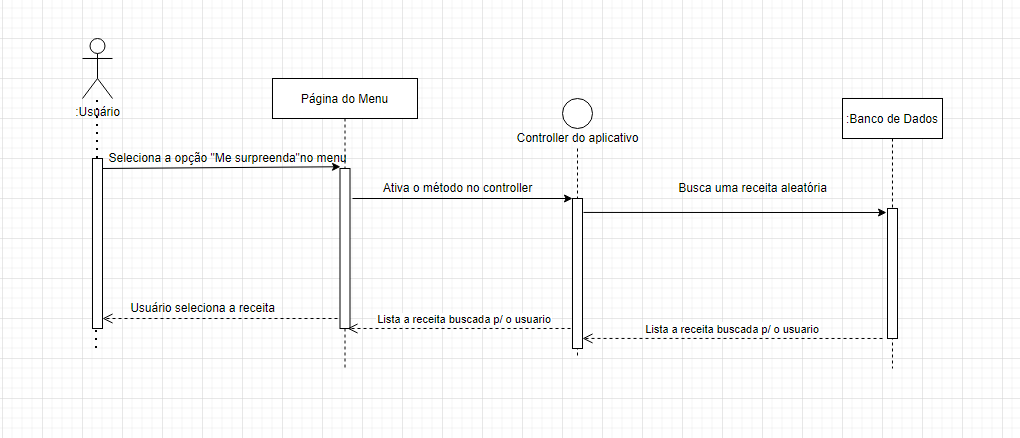 :Usuário
Página do Menu
Controller do aplicativo
:Banco de Dados
Seleciona a opção "Me surpreenda"no menu
Ativa o método no controller
Busca uma receita aleatória
Usuário seleciona a receita
Lista a receita buscada p/ o usuario
Lista a receita buscada p/ o usuario